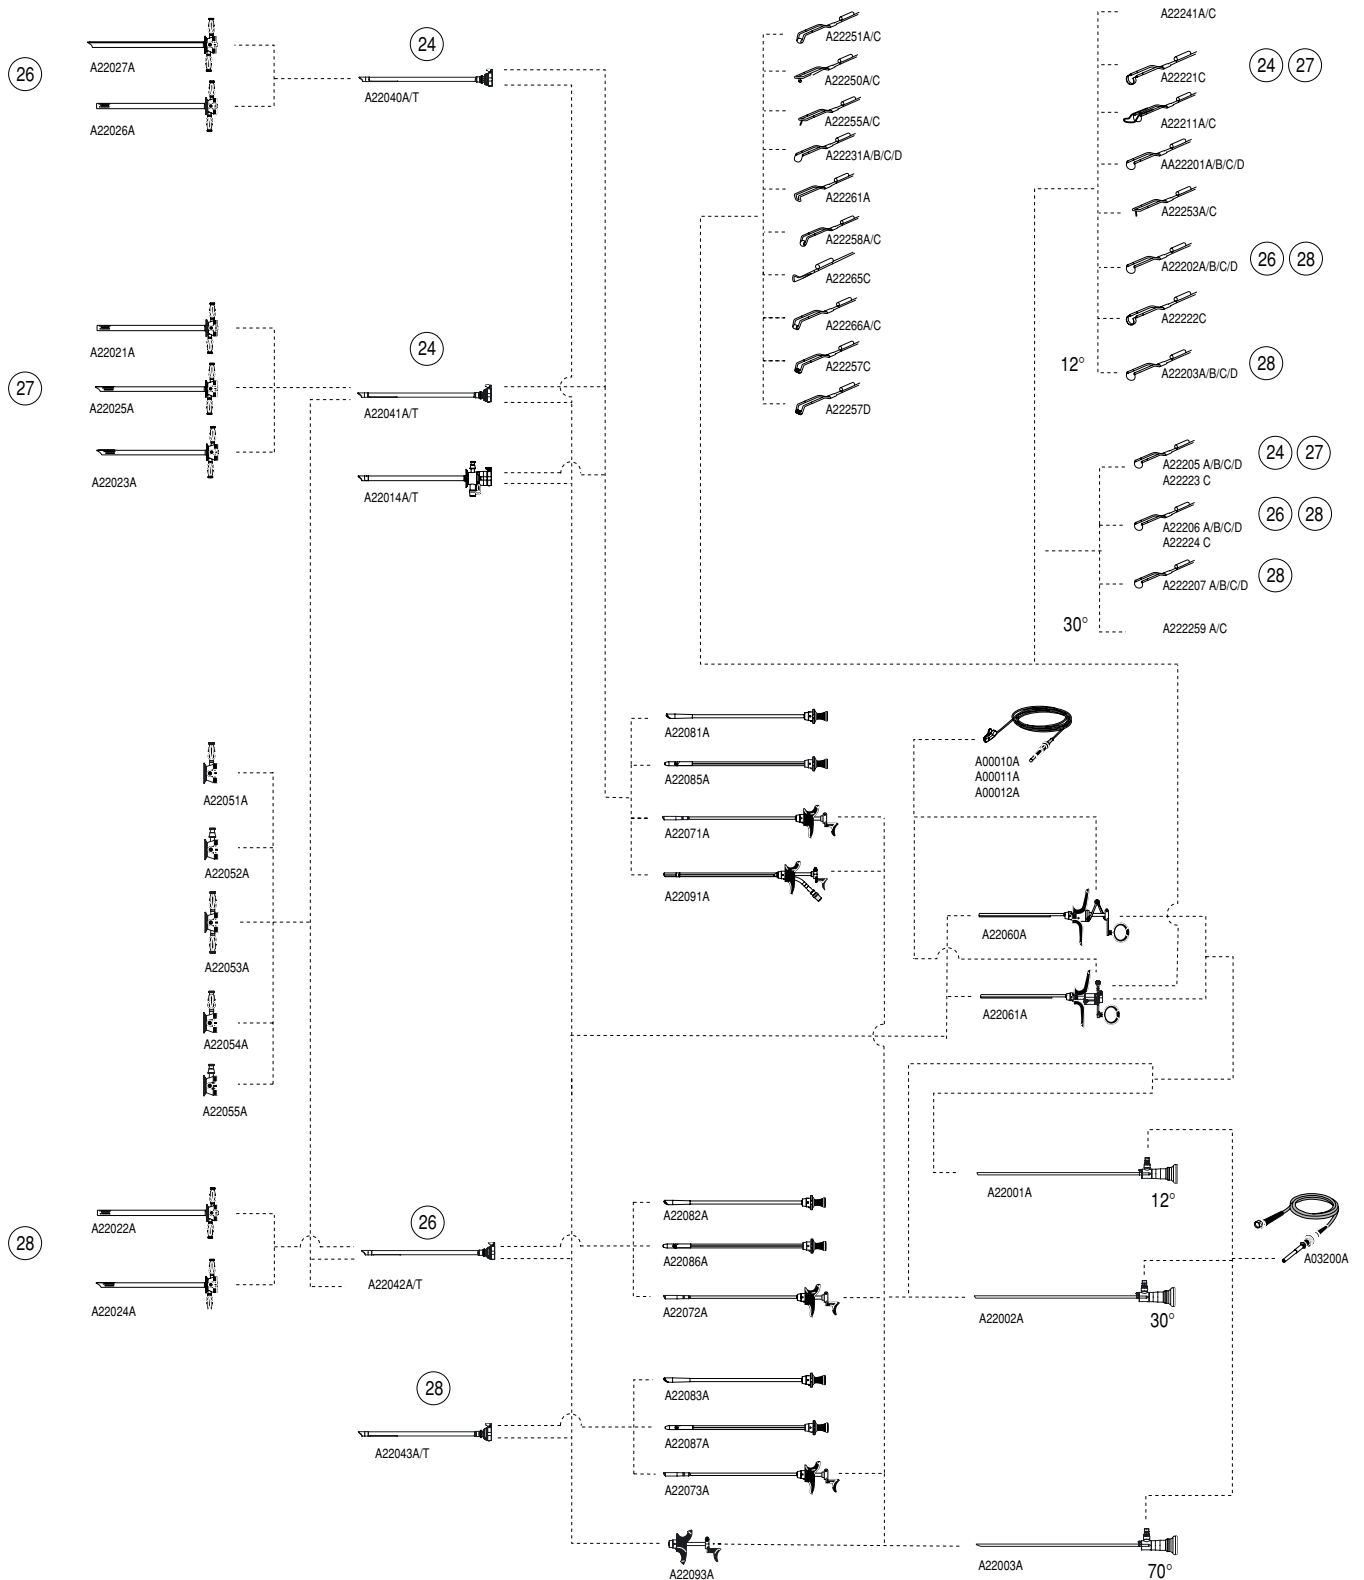 26
A22027A
A22026A
24
A22040A/T
27
A22021A
A22025A
A22023A
24
A22041A/T
A22014A/T
A22251A/C
A22250A/C
A22255A/C
A22231A/B/C/D
A22261A
A22258A/C
A22265C
A22266A/C
A22257C
A22257D
A22241A/C
A22221C
24 27
A22211A/C
AA22201A/B/C/D
A22253A/C
A22202A/B/C/D
26 28
A22222C
12°
A22203A/B/C/D
28
A22205 A/B/C/D
A22223 C
24 27
A22206 A/B/C/D
A22224 C
26 28
A222207 A/B/C/D
28
30°
A222259 A/C
A22081A
A22085A
A22071A
A22091A
A00010A
A00011A
A00012A
A22060A
A22061A
A22051A
A22052A
A22053A
A22054A
A22055A
28
A22022A
A22024A
26
A22042A/T
A22082A
A22086A
A22072A
A22001A
12°
A03200A
A22002A
30°
28
A22043A/T
A22083A
A22087A
A22073A
A22093A
A22003A
70°